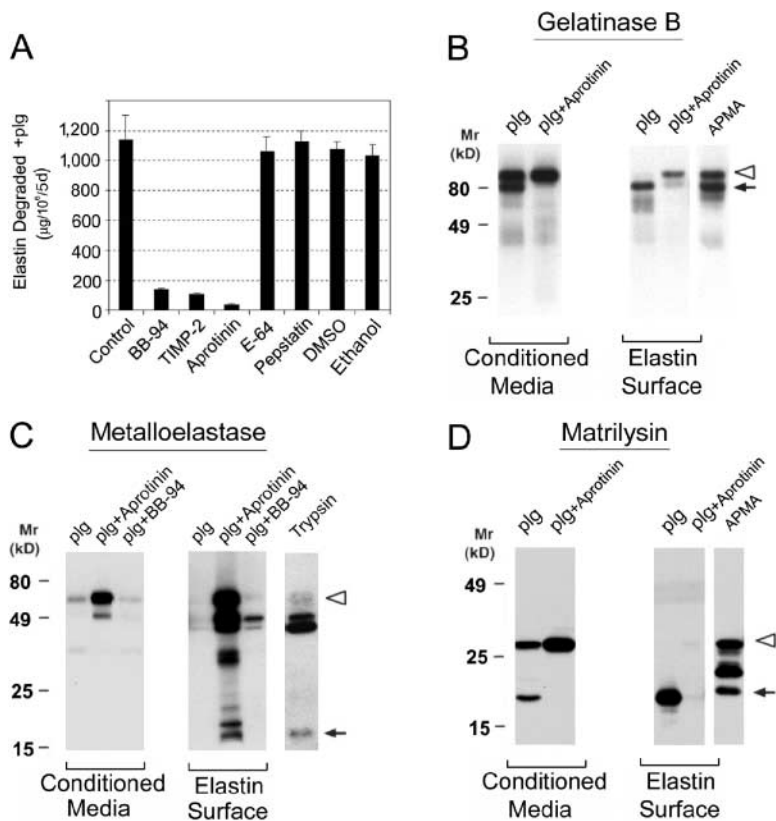 A
Elastin Degraded +plg
(µg/10⁶/5d)
1,200
1,000
800
600
400
200
0
Control
BB-94
TIMP-2
Aprotinin
E-64
Pepstatin
DMSO
Ethanol
B
Gelatinase B
Mr
(kD)
plg
plg+Aprotinin
plg
plg+Aprotinin
APMA
80
49
25
Conditioned
Media
Elastin
Surface
C
Metalloelastase
Mr
(kD)
plg
plg+Aprotinin
plg+BB-94
plg
plg+Aprotinin
plg+BB-94
Trypsin
80
49
25
15
Conditioned
Media
Elastin
Surface
D
Matrilysin
Mr
(kD)
plg
plg+Aprotinin
plg
plg+Aprotinin
APMA
49
25
15
Conditioned
Media
Elastin
Surface